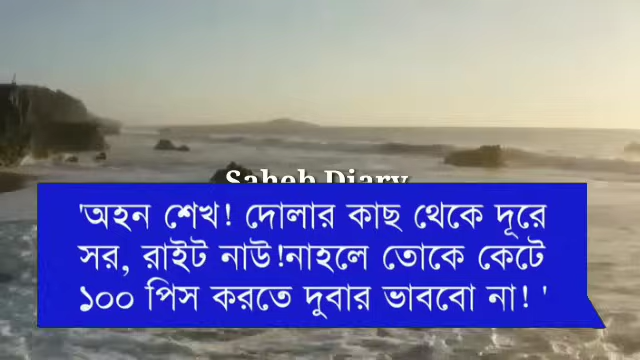 Saheb Diary
'অহন শেখ! দোলার কাছ থেকে দূরে
সর, রাইট নাউ!নাহলে তোকে কেটে
১০০ পিস করতে দুবার ভাববো না! '